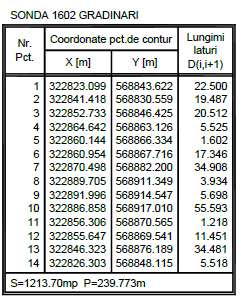 SONDA 1602 GRADINARI
Nr. Pct. Coordonate pct.de contur Lungimi laturi D(i,i+1)
X [m] Y [m]
1 322823.099 568843.622 22.500
2 322841.418 568830.559 19.487
3 322852.733 568846.425 20.512
4 322864.642 568863.126 5.525
5 322860.144 568866.334 1.602
6 322860.954 568867.716 17.346
7 322870.498 568882.200 34.908
8 322889.705 568911.349 3.934
9 322891.996 568914.547 5.698
10 322886.858 568917.010 55.593
11 322856.306 568870.565 1.218
12 322855.647 568869.541 11.451
13 322846.323 568876.189 34.481
14 322826.303 568848.115 5.518
S=1213.70mp P=239.773m